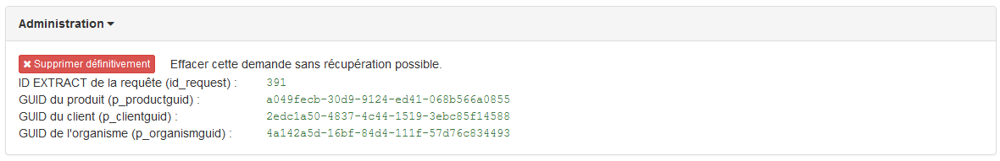 Administration
Supprimer définitivement Effacer cette demande sans récupération possible.
ID EXTRACT de la requête (id_request) : 391
GUID du produit (p_productguid) : a049fecb-30d9-9124-ed41-068b566a0855
GUID du client (p_clientguid) : 2edc1a50-4837-4c44-1519-3ebc85f14588
GUID de l'organisme (p_organismguid) : 4a142a5d-16bf-84d4-111f-57d76c834493